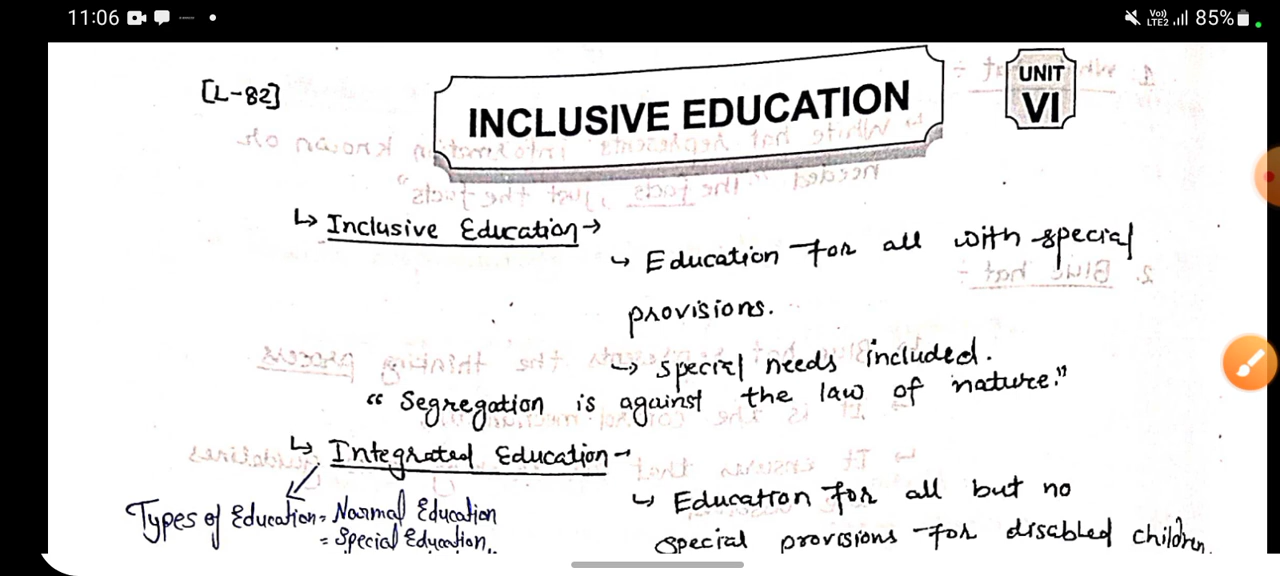 11:06
Vo)) LTE2 85%
[L-82]
INCLUSIVE EDUCATION
UNIT
VI
↳ Inclusive Education →
↳ Education for all with special
provisions.
↳ special needs included.
"Segregation is against the law of nature."
↳ Integrated Education →
↳ Education for all but no
special provisions for disabled children.
Types of Education = Normal Education
= Special Education..